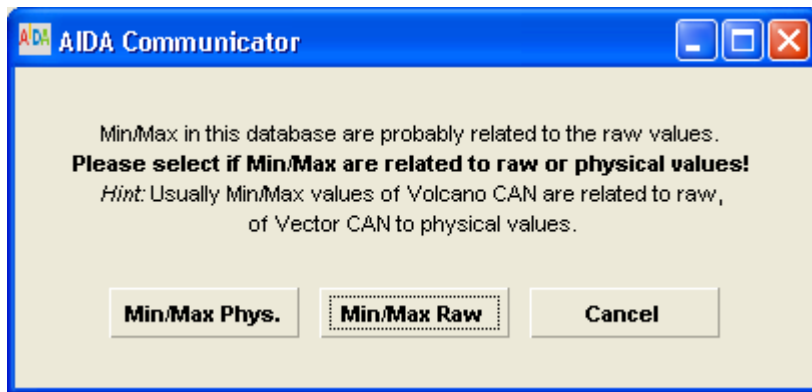 AIDA AIDA Communicator
Min/Max in this database are probably related to the raw values.
Please select if Min/Max are related to raw or physical values!
Hint: Usually Min/Max values of Volcano CAN are related to raw,
of Vector CAN to physical values.
Min/Max Phys. Min/Max Raw Cancel